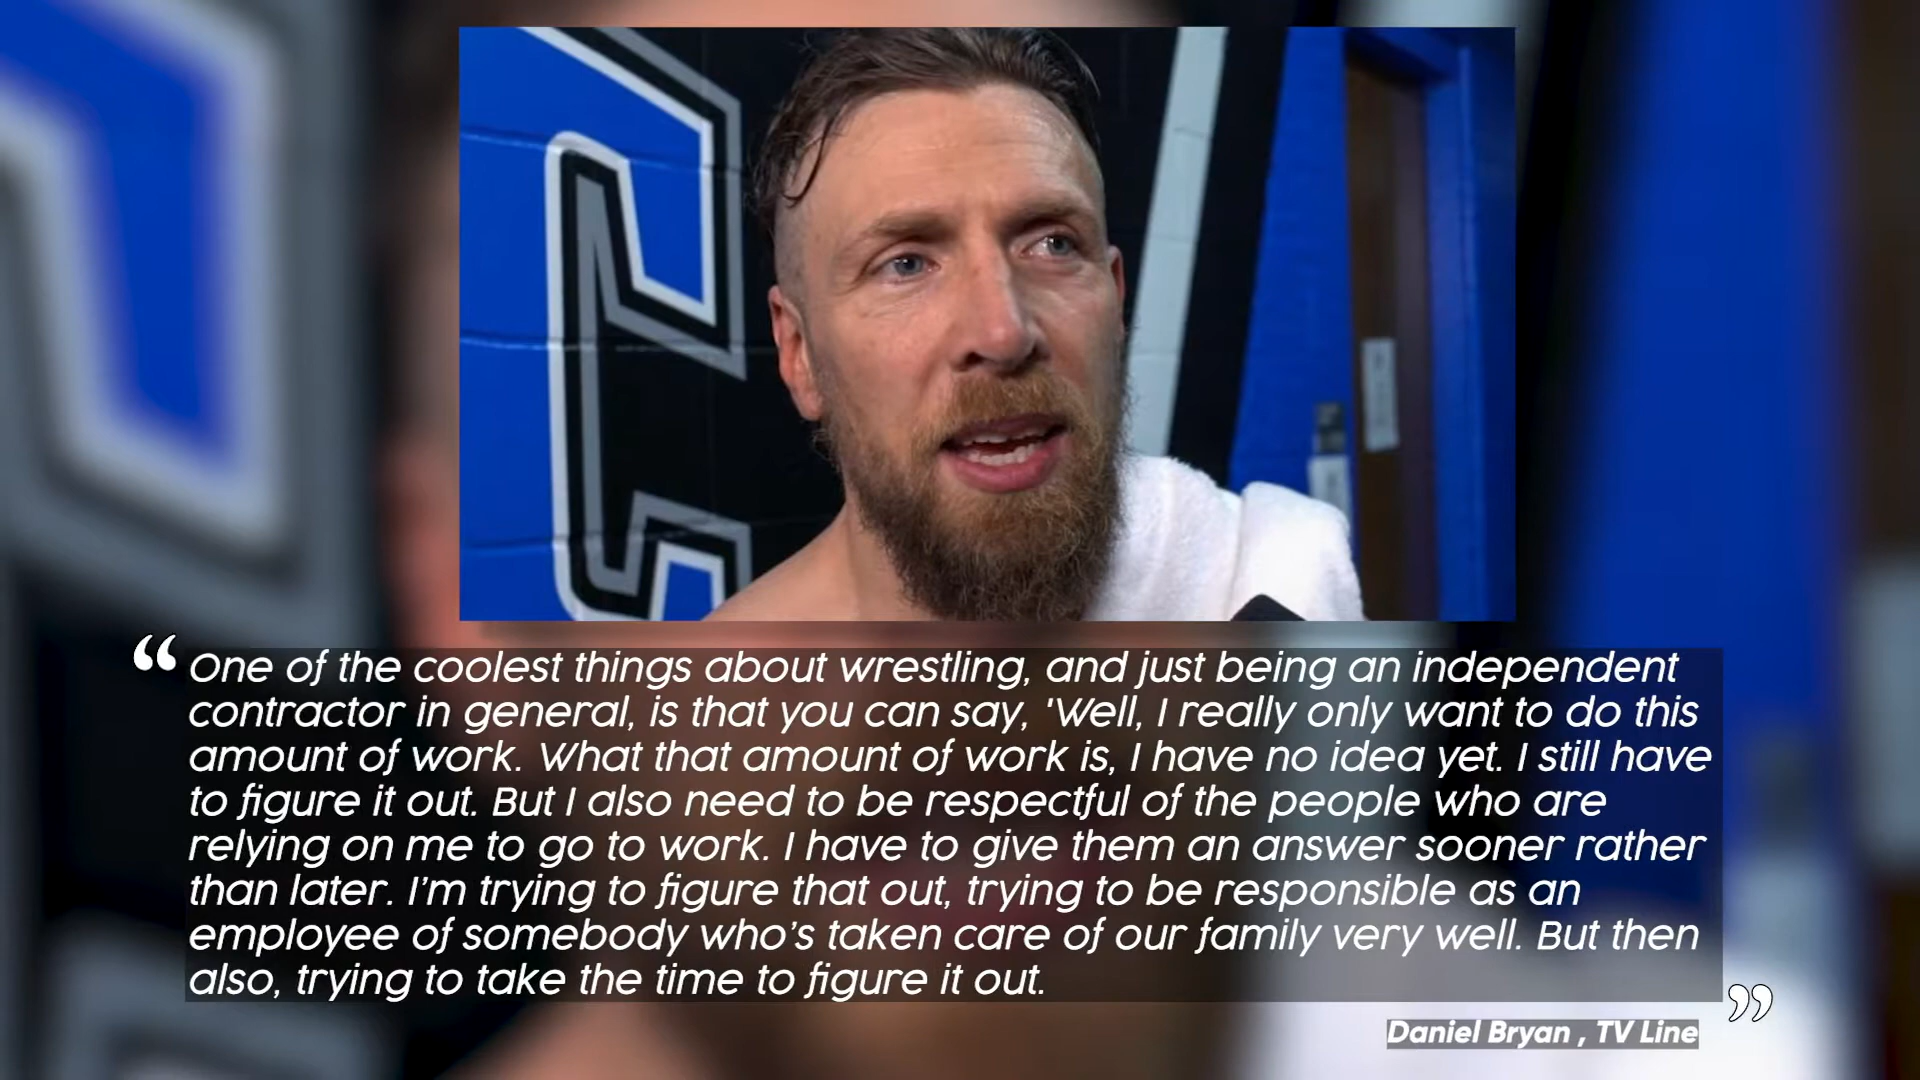 “ One of the coolest things about wrestling, and just being an independent
contractor in general, is that you can say, 'Well, I really only want to do this
amount of work. What that amount of work is, I have no idea yet. I still have
to figure it out. But I also need to be respectful of the people who are
relying on me to go to work. I have to give them an answer sooner rather
than later. I’m trying to figure that out, trying to be responsible as an
employee of somebody who’s taken care of our family very well. But then
also, trying to take the time to figure it out. ”
Daniel Bryan , TV Line